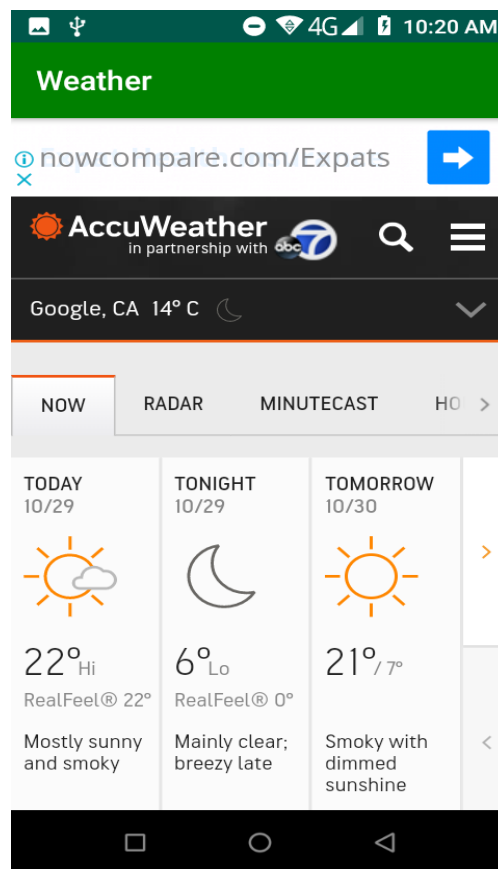 4G 10:20 AM
Weather
nowcompare.com/Expats
AccuWeather
in partnership with abc 7
Google, CA 14° C
NOW RADAR MINUTECAST HO
TODAY
10/29
22°Hi
RealFeel® 22°
Mostly sunny
and smoky
TONIGHT
10/29
6°Lo
RealFeel® 0°
Mainly clear;
breezy late
TOMORROW
10/30
21°/ 7°
Smoky with
dimmed
sunshine